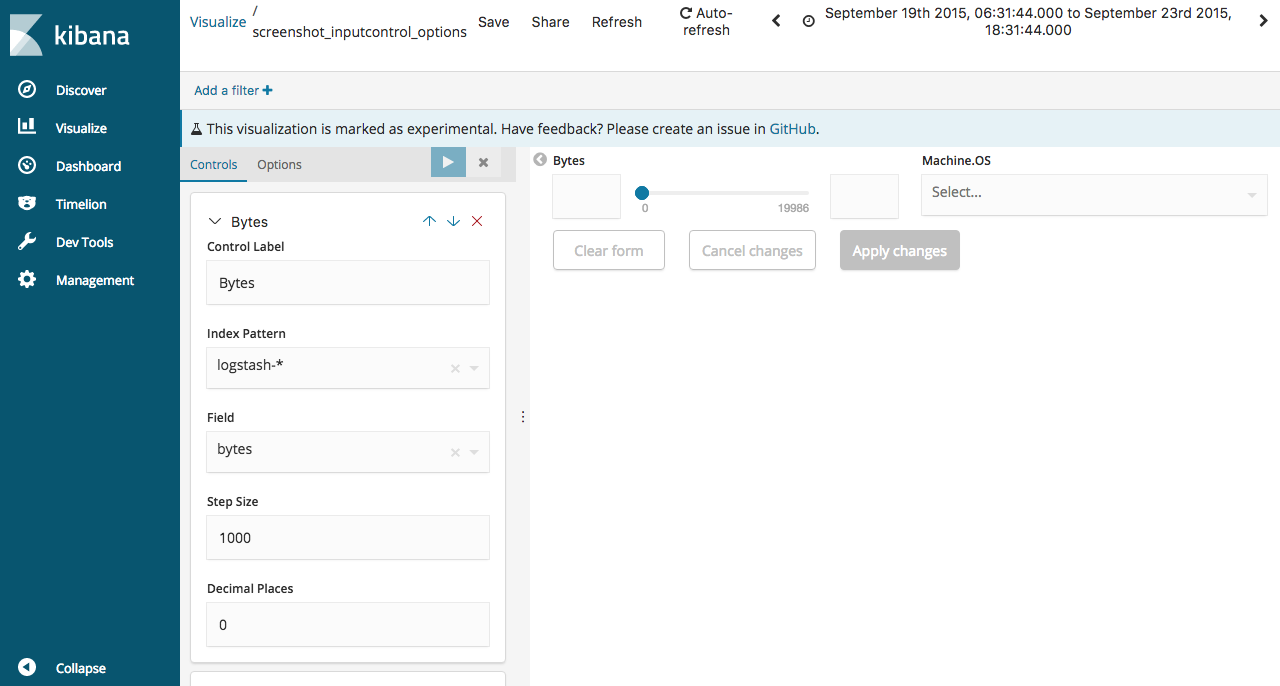 kibana
Discover
Visualize
Dashboard
Timelion
Dev Tools
Management
Collapse
Visualize
/
screenshot_inputcontrol_options
Save
Share
Refresh
Auto-
refresh
September 19th 2015, 06:31:44.000 to September 23rd 2015,
18:31:44.000
Add a filter
This visualization is marked as experimental. Have feedback? Please create an issue in GitHub.
Controls
Options
Bytes
Control Label
Bytes
Index Pattern
logstash-*
Field
bytes
Step Size
1000
Decimal Places
0
Bytes
0
19986
Machine.OS
Select...
Clear form
Cancel changes
Apply changes